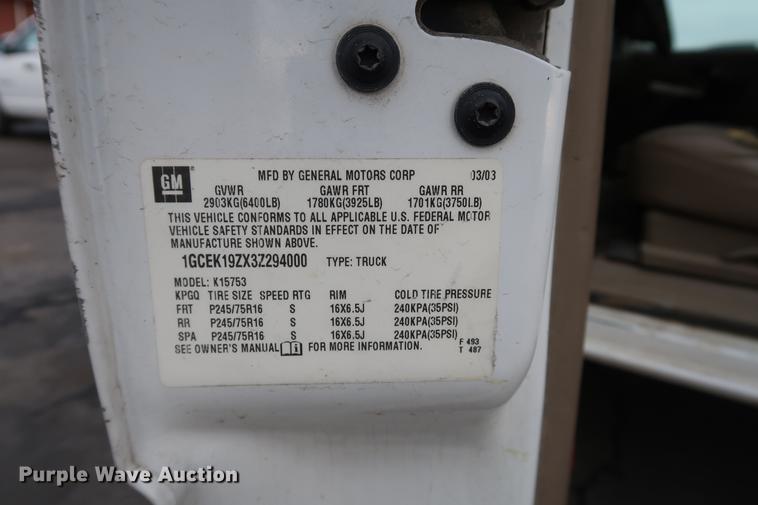 GM
MFD BY GENERAL MOTORS CORP 03/03
GVWR GAWR FRT GAWR RR
2903KG(6400LB) 1780KG(3925LB) 1701KG(3750LB)
THIS VEHICLE CONFORMS TO ALL APPLICABLE U.S. FEDERAL MOTOR
VEHICLE SAFETY STANDARDS IN EFFECT ON THE DATE OF
MANUFACTURE SHOWN ABOVE.
1GCEK19ZX3Z294000 TYPE: TRUCK
MODEL: K15753
KPGQ TIRE SIZE SPEED RTG RIM COLD TIRE PRESSURE
FRT P245/75R16 S 16X6.5J 240KPA(35PSI)
RR P245/75R16 S 16X6.5J 240KPA(35PSI)
SPA P245/75R16 S 16X6.5J 240KPA(35PSI)
SEE OWNER'S MANUAL FOR MORE INFORMATION.
F 493
T 487
Purple Wave Auction